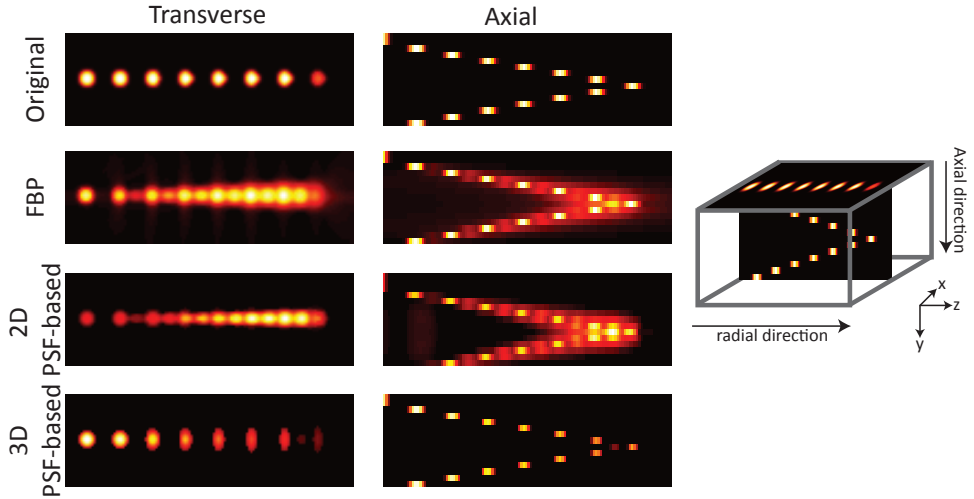 Transverse
Axial
Original
FBP
2D
PSF-based
3D
PSF-based
Axial
direction
radial direction
x
z
y